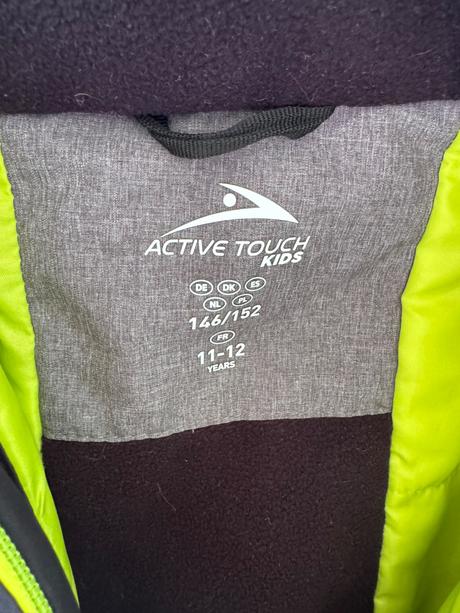 ACTIVE TOUCH
KIDS
DE DK ES
NL PL
146/152
FR
11-12
YEARS